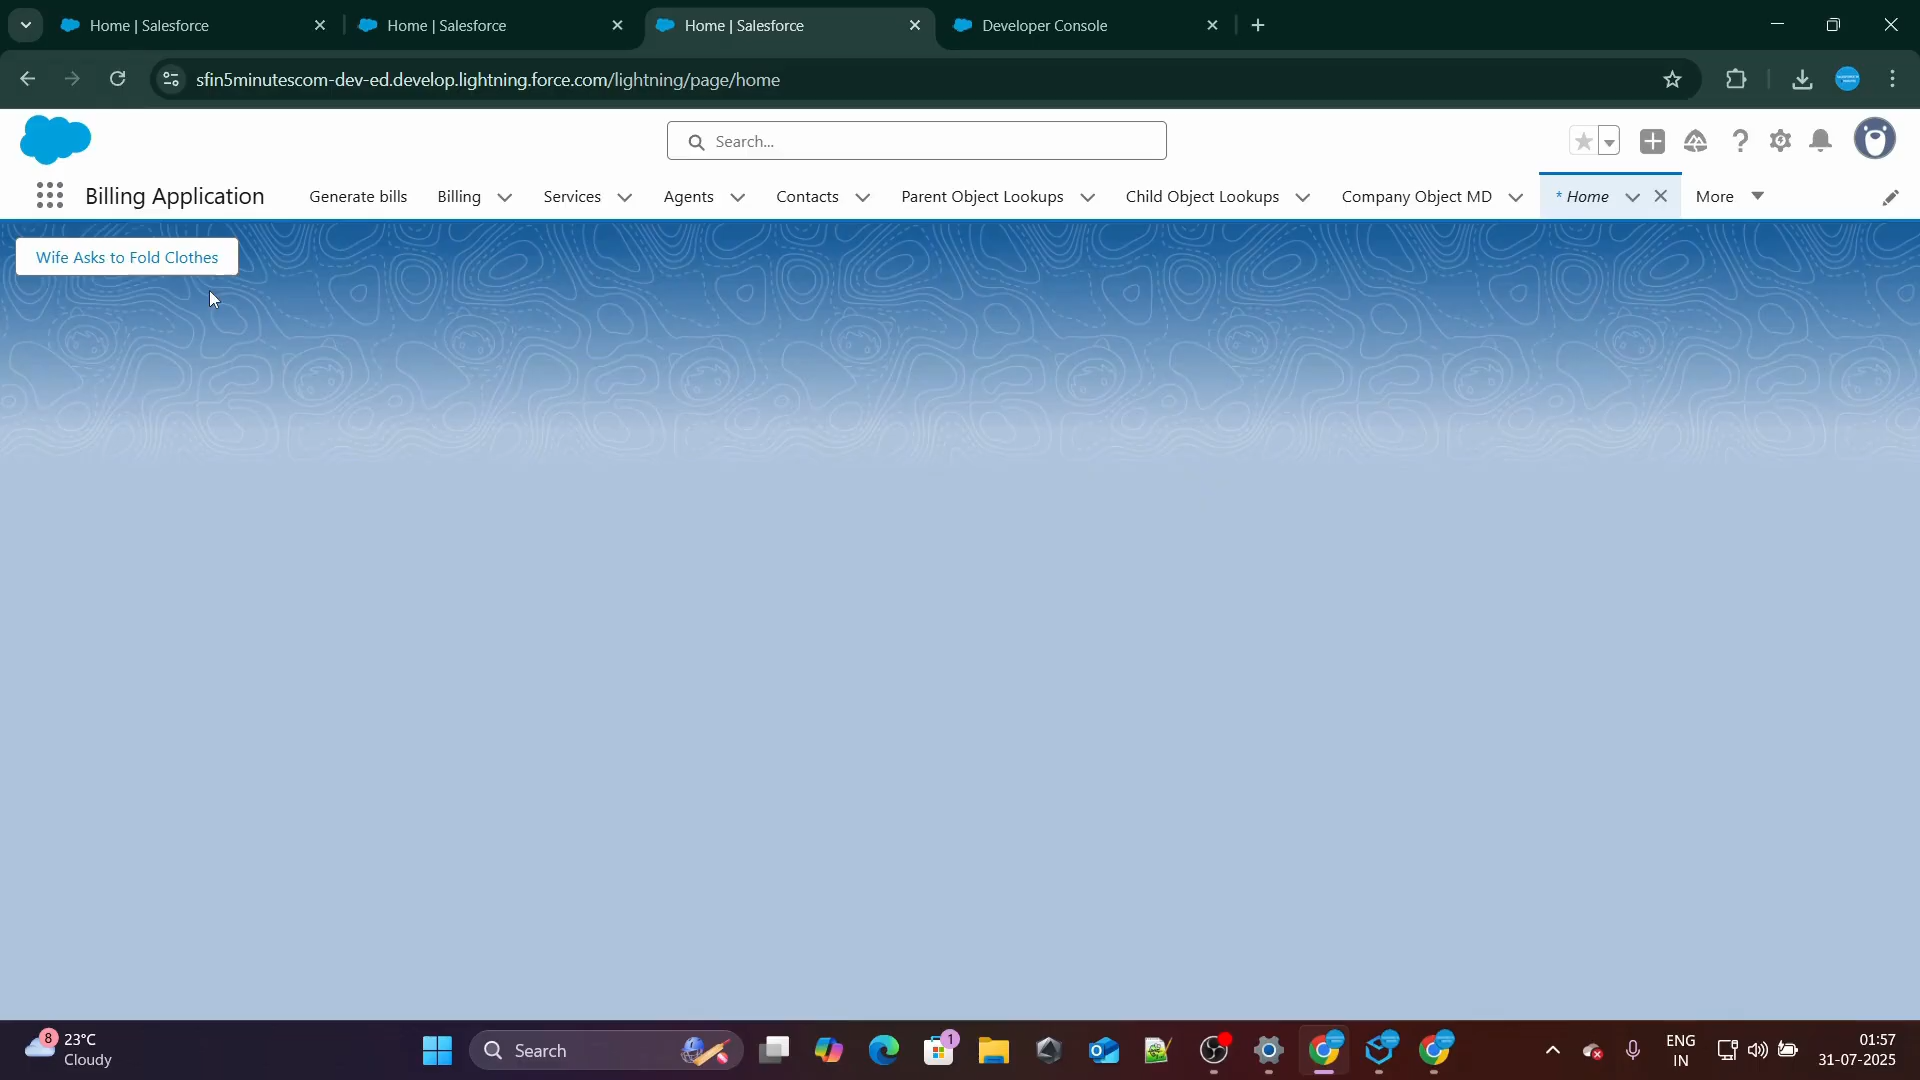 Home | Salesforce
Home | Salesforce
Home | Salesforce
Developer Console
sfin5minutescom-dev-ed.develop.lightning.force.com/lightning/page/home
Search...
Billing Application
Generate bills
Billing
Services
Agents
Contacts
Parent Object Lookups
Child Object Lookups
Company Object MD
* Home
More
Wife Asks to Fold Clothes
8
23°C
Cloudy
Search
1
ENG
IN
01:57
31-07-2025